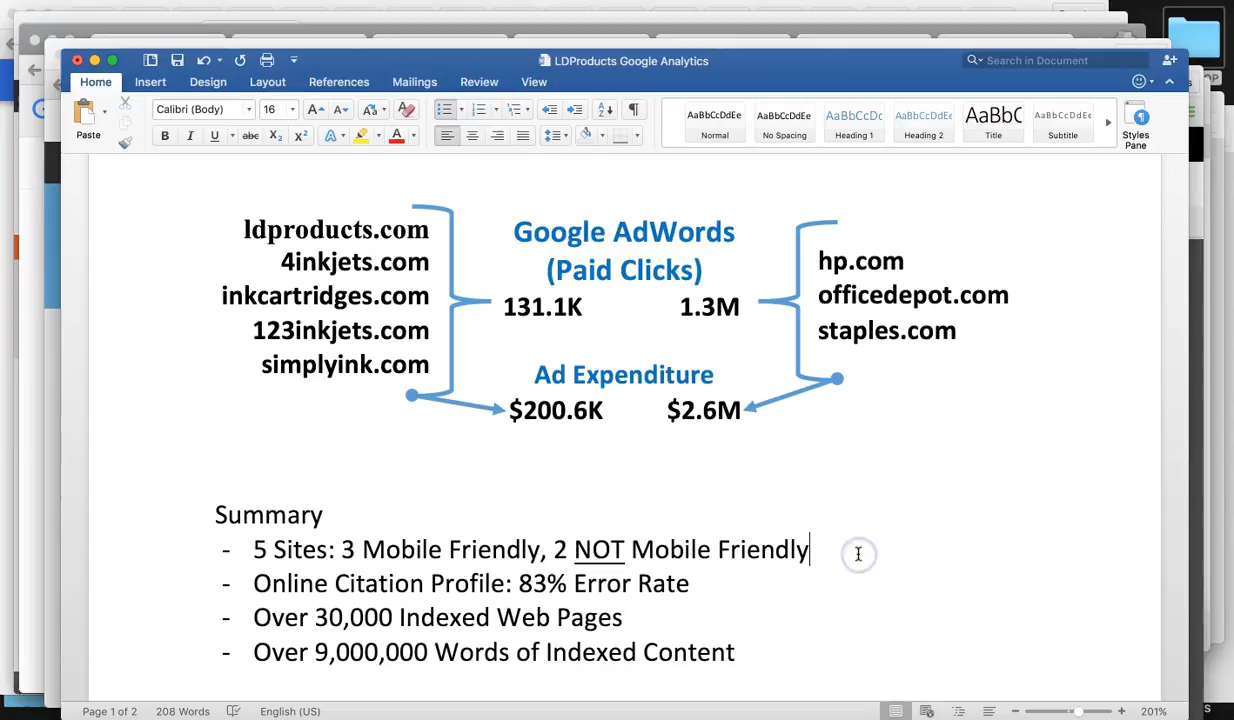 LDProducts Google Analytics
Search in Document
Home Insert Design Layout References Mailings Review View
Paste
Calibri (Body) 16
AaBbCcDdEe AaBbCcDdEe AaBbCcDc AaBbCcDdEe AaBbC AaBbCcDdEe
Normal No Spacing Heading 1 Heading 2 Title Subtitle
Styles Pane
ldproducts.com
4inkjets.com
inkcartridges.com
123inkjets.com
simplyink.com
Google AdWords
(Paid Clicks)
131.1K 1.3M
Ad Expenditure
$200.6K $2.6M
hp.com
officedepot.com
staples.com
Summary
- 5 Sites: 3 Mobile Friendly, 2 NOT Mobile Friendly
- Online Citation Profile: 83% Error Rate
- Over 30,000 Indexed Web Pages
- Over 9,000,000 Words of Indexed Content
Page 1 of 2 208 Words English (US) 201%